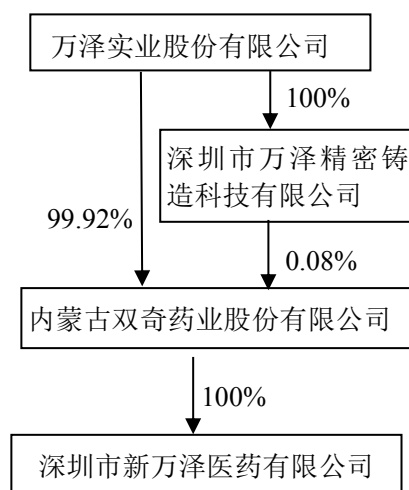 万泽实业股份有限公司
100%
深圳市万泽精密铸
造科技有限公司
99.92%
0.08%
内蒙古双奇药业股份有限公司
100%
深圳市新万泽医药有限公司